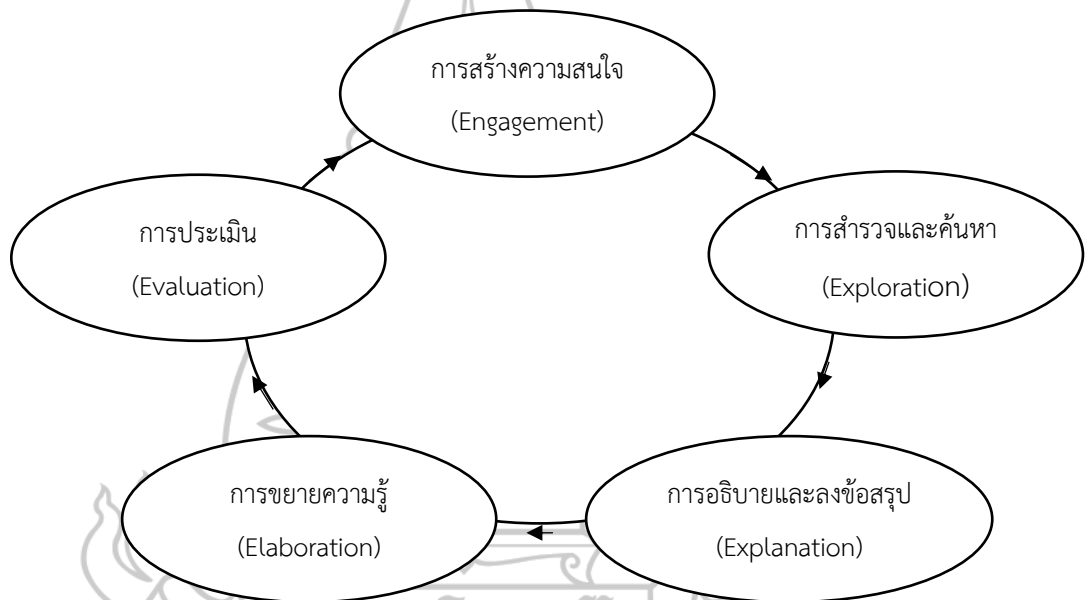 การสร้างความสนใจ
(Engagement)
การสำรวจและค้นหา
(Exploration)
การอธิบายและลงข้อสรุป
(Explanation)
การขยายความรู้
(Elaboration)
การประเมิน
(Evaluation)